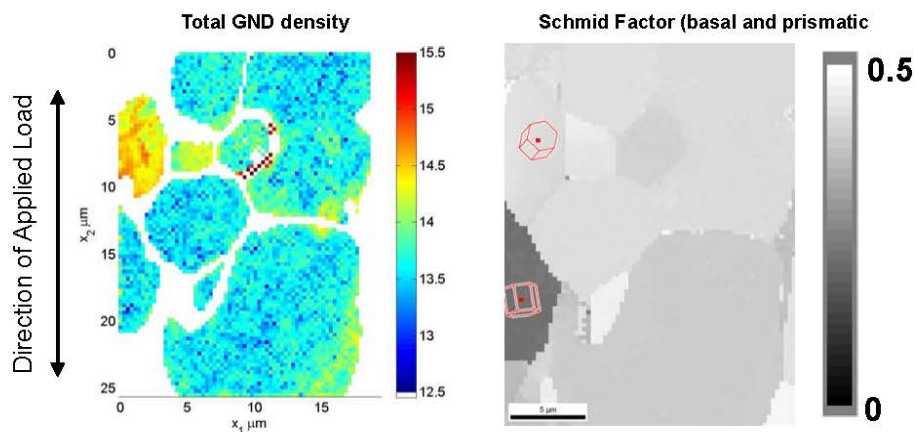 Total GND density
Schmid Factor (basal and prismatic
Direction of Applied Load
0
5
10
15
20
25
x2 μm
0 5 10 15
x1 μm
15.5
15
14.5
14
13.5
13
12.5
5 μm
0.5
0